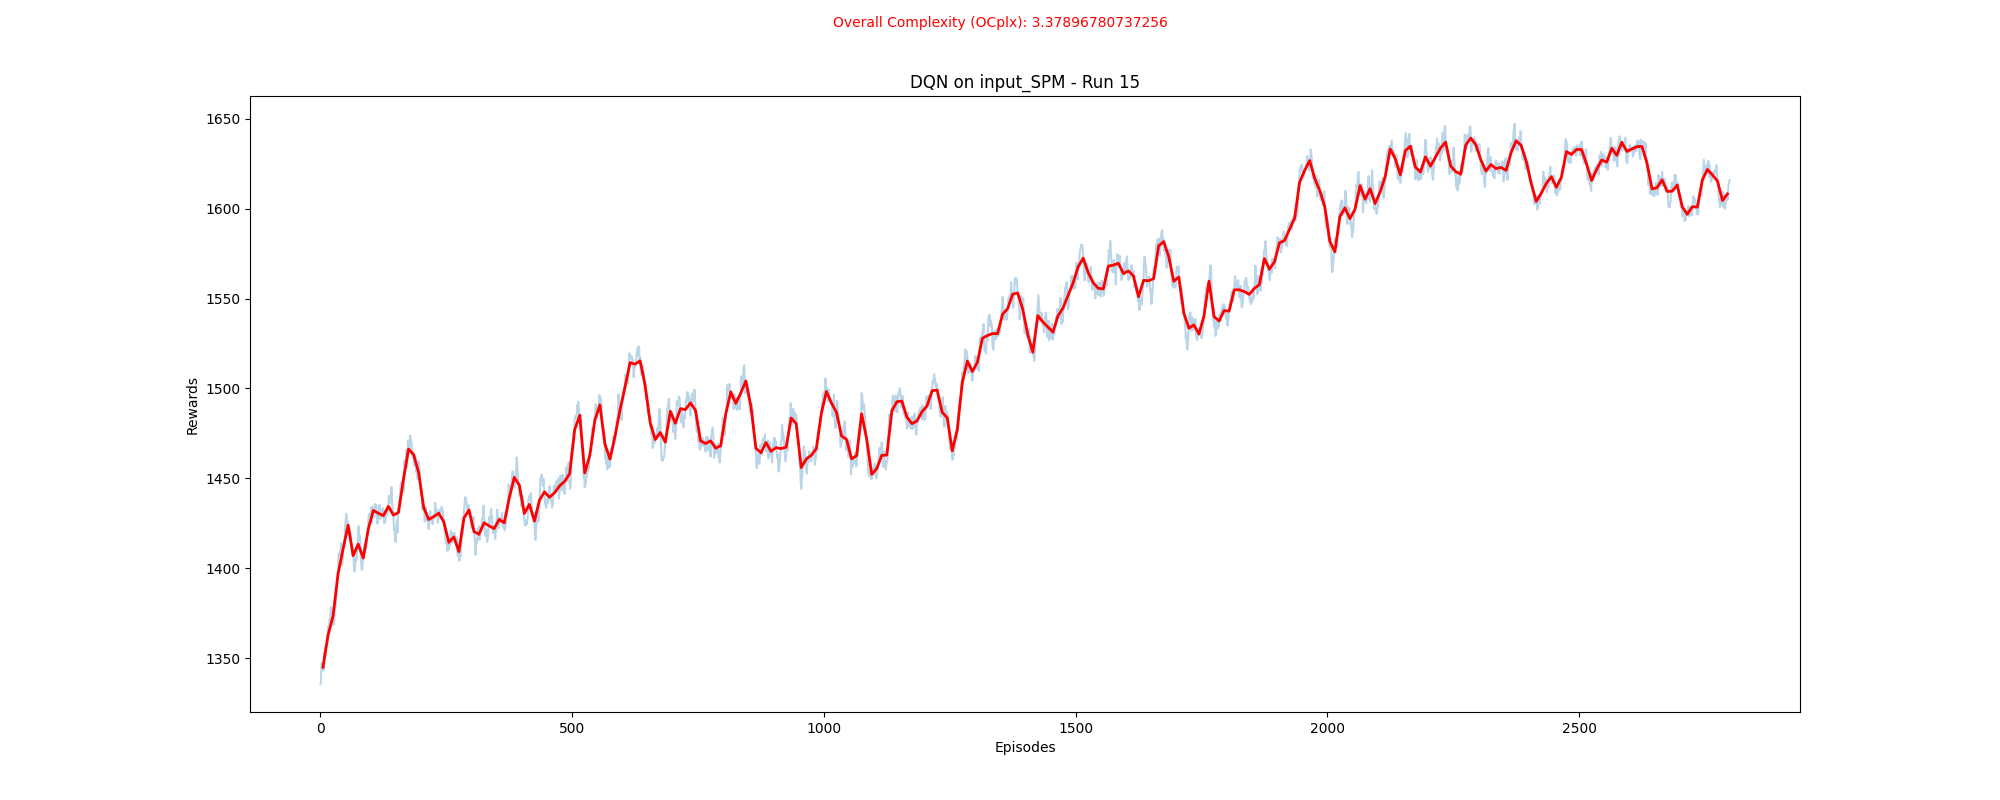 Overall Complexity (OCplx): 3.37896780737256
DQN on input_SPM - Run 15
Rewards
1650
1600
1550
1500
1450
1400
1350
0 500 1000 1500 2000 2500
Episodes